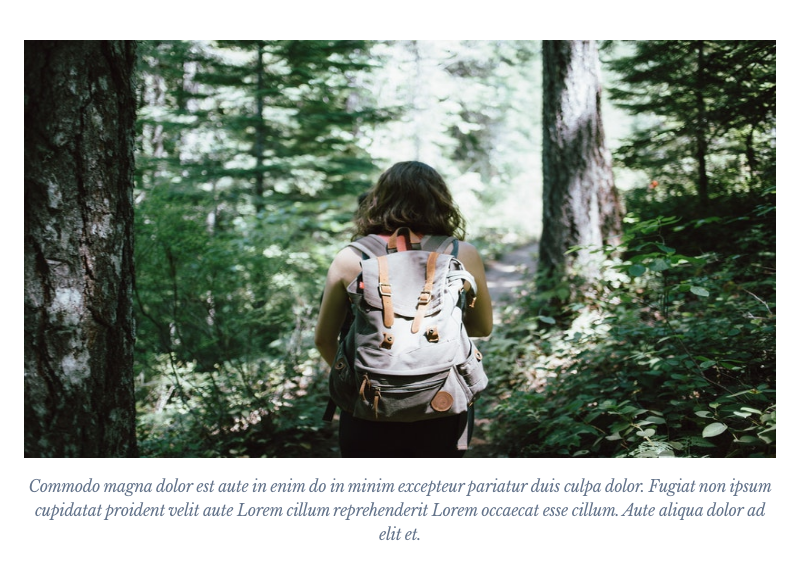 Commodo magna dolor est aute in enim do in minim excepteur pariatur duis culpa dolor. Fugiat non ipsum
cupidatat proident velit aute Lorem cillum reprehenderit Lorem occaecat esse cillum. Aute aliqua dolor ad
elit et.